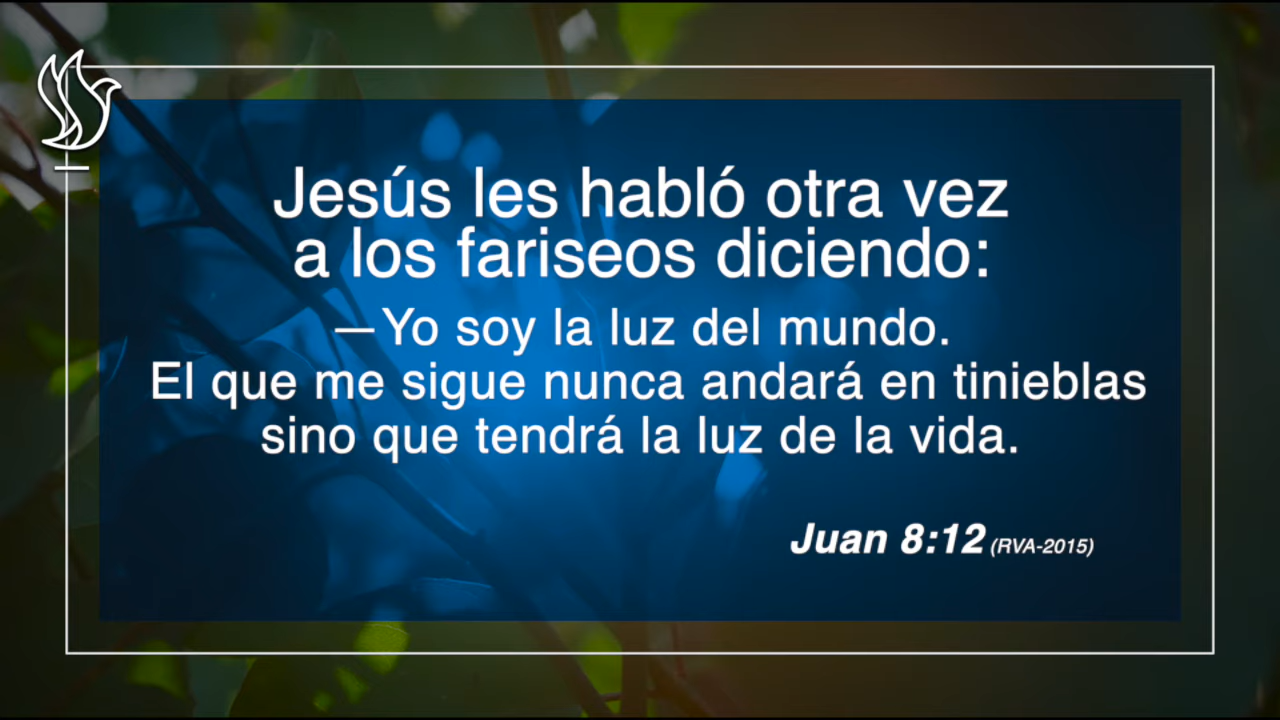 Jesús les habló otra vez
a los fariseos diciendo:
—Yo soy la luz del mundo.
El que me sigue nunca andará en tinieblas
sino que tendrá la luz de la vida.
Juan 8:12 (RVA-2015)